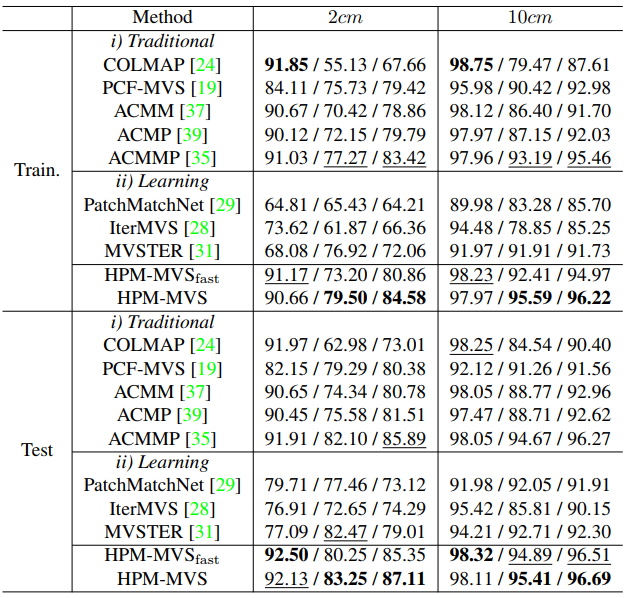 Method 2cm 10cm
i) Traditional
COLMAP [24] 91.85 / 55.13 / 67.66 98.75 / 79.47 / 87.61
PCF-MVS [19] 84.11 / 75.73 / 79.42 95.98 / 90.42 / 92.98
ACMM [37] 90.67 / 70.42 / 78.86 98.12 / 86.40 / 91.70
ACMP [39] 90.12 / 72.15 / 79.79 97.97 / 87.15 / 92.03
ACMMP [35] 91.03 / 77.27 / 83.42 97.96 / 93.19 / 95.46
Train.
ii) Learning
PatchMatchNet [29] 64.81 / 65.43 / 64.21 89.98 / 83.28 / 85.70
IterMVS [28] 73.62 / 61.87 / 66.36 94.48 / 78.85 / 85.25
MVSTER [31] 68.08 / 76.92 / 72.06 91.97 / 91.91 / 91.73
HPM-MVSfast 91.17 / 73.20 / 80.86 98.23 / 92.41 / 94.97
HPM-MVS 90.66 / 79.50 / 84.58 97.97 / 95.59 / 96.22
i) Traditional
COLMAP [24] 91.97 / 62.98 / 73.01 98.25 / 84.54 / 90.40
PCF-MVS [19] 82.15 / 79.29 / 80.38 92.12 / 91.26 / 91.56
ACMM [37] 90.65 / 74.34 / 80.78 98.05 / 88.77 / 92.96
ACMP [39] 90.45 / 75.58 / 81.51 97.47 / 88.71 / 92.62
ACMMP [35] 91.91 / 82.10 / 85.89 98.05 / 94.67 / 96.27
Test
ii) Learning
PatchMatchNet [29] 79.71 / 77.46 / 73.12 91.98 / 92.05 / 91.91
IterMVS [28] 76.91 / 72.65 / 74.29 95.42 / 85.81 / 90.15
MVSTER [31] 77.09 / 82.47 / 79.01 94.21 / 92.71 / 92.30
HPM-MVSfast 92.50 / 80.25 / 85.35 98.32 / 94.89 / 96.51
HPM-MVS 92.13 / 83.25 / 87.11 98.11 / 95.41 / 96.69